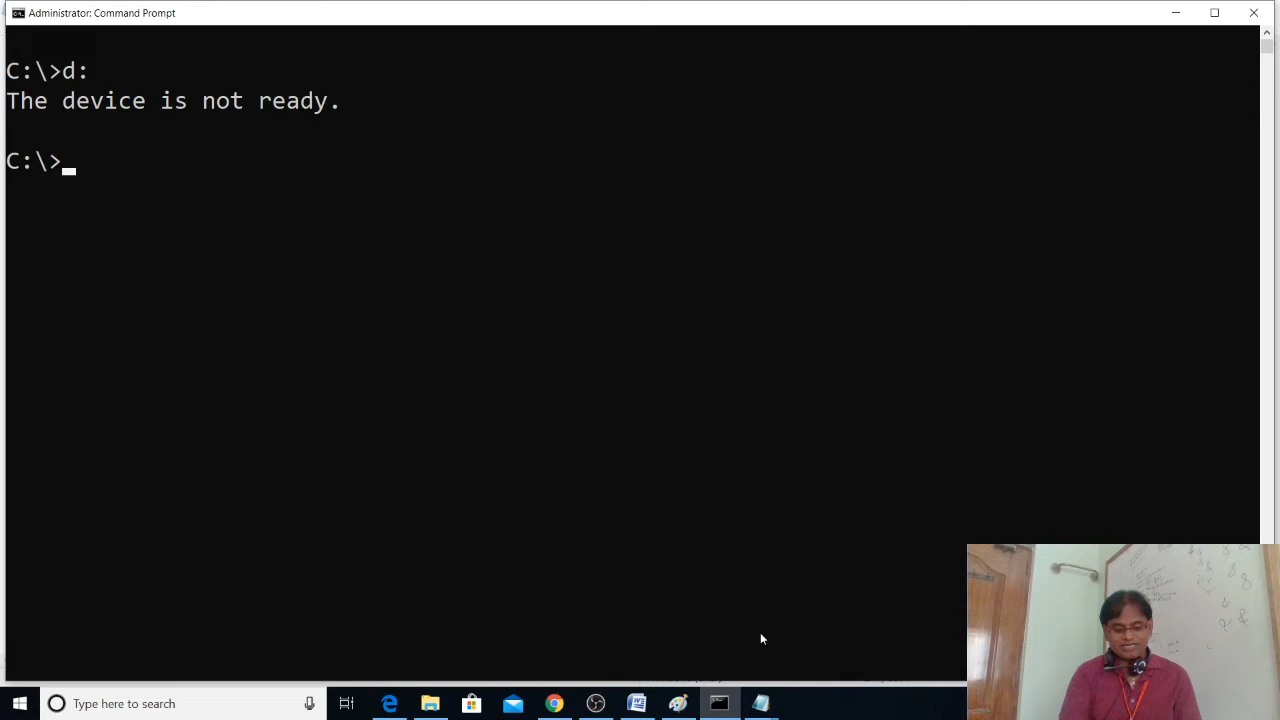 Administrator: Command Prompt
C:\>d:
The device is not ready.
C:\>
Type here to search